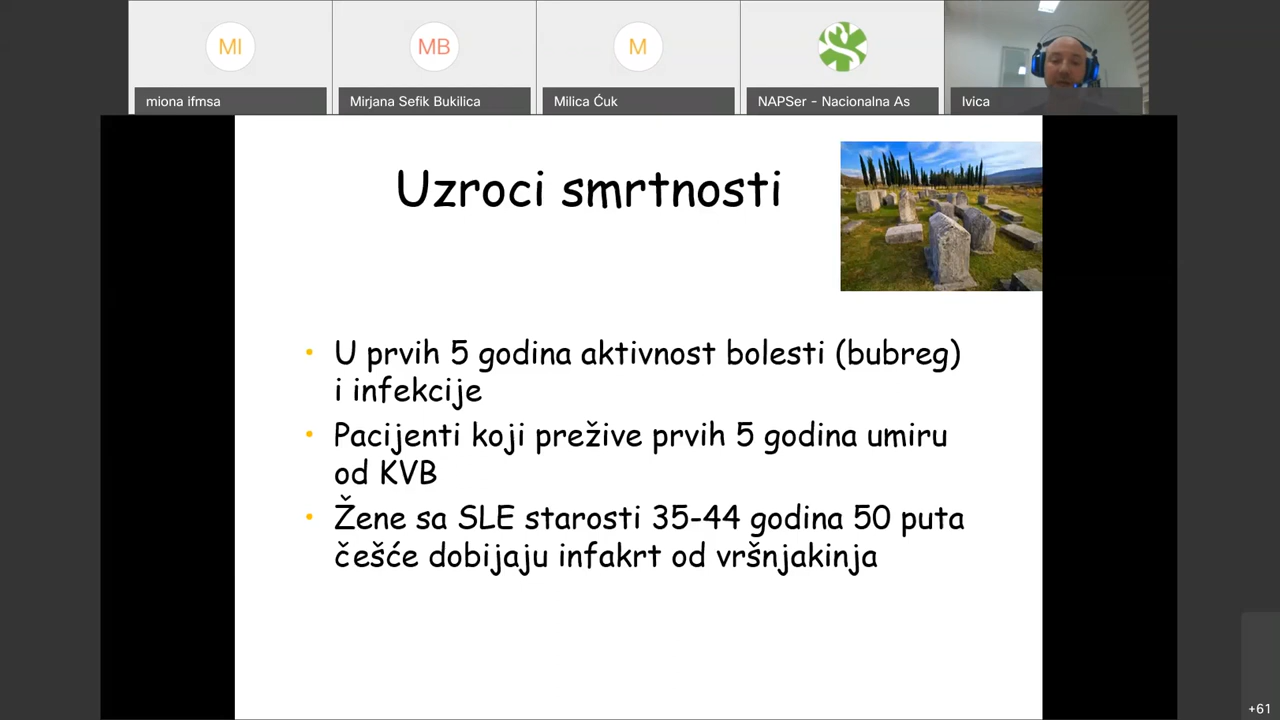 MI
MB
M
miona ifmsa
Mirjana Sefik Bukilica
Milica Ćuk
NAPSer - Nacionalna As
Ivica
Uzroci smrtnosti
• U prvih 5 godina aktivnost bolesti (bubreg)
i infekcije
• Pacijenti koji prežive prvih 5 godina umiru
od KVB
• Žene sa SLE starosti 35-44 godina 50 puta
češće dobijaju infakrt od vršnjakinja
+61